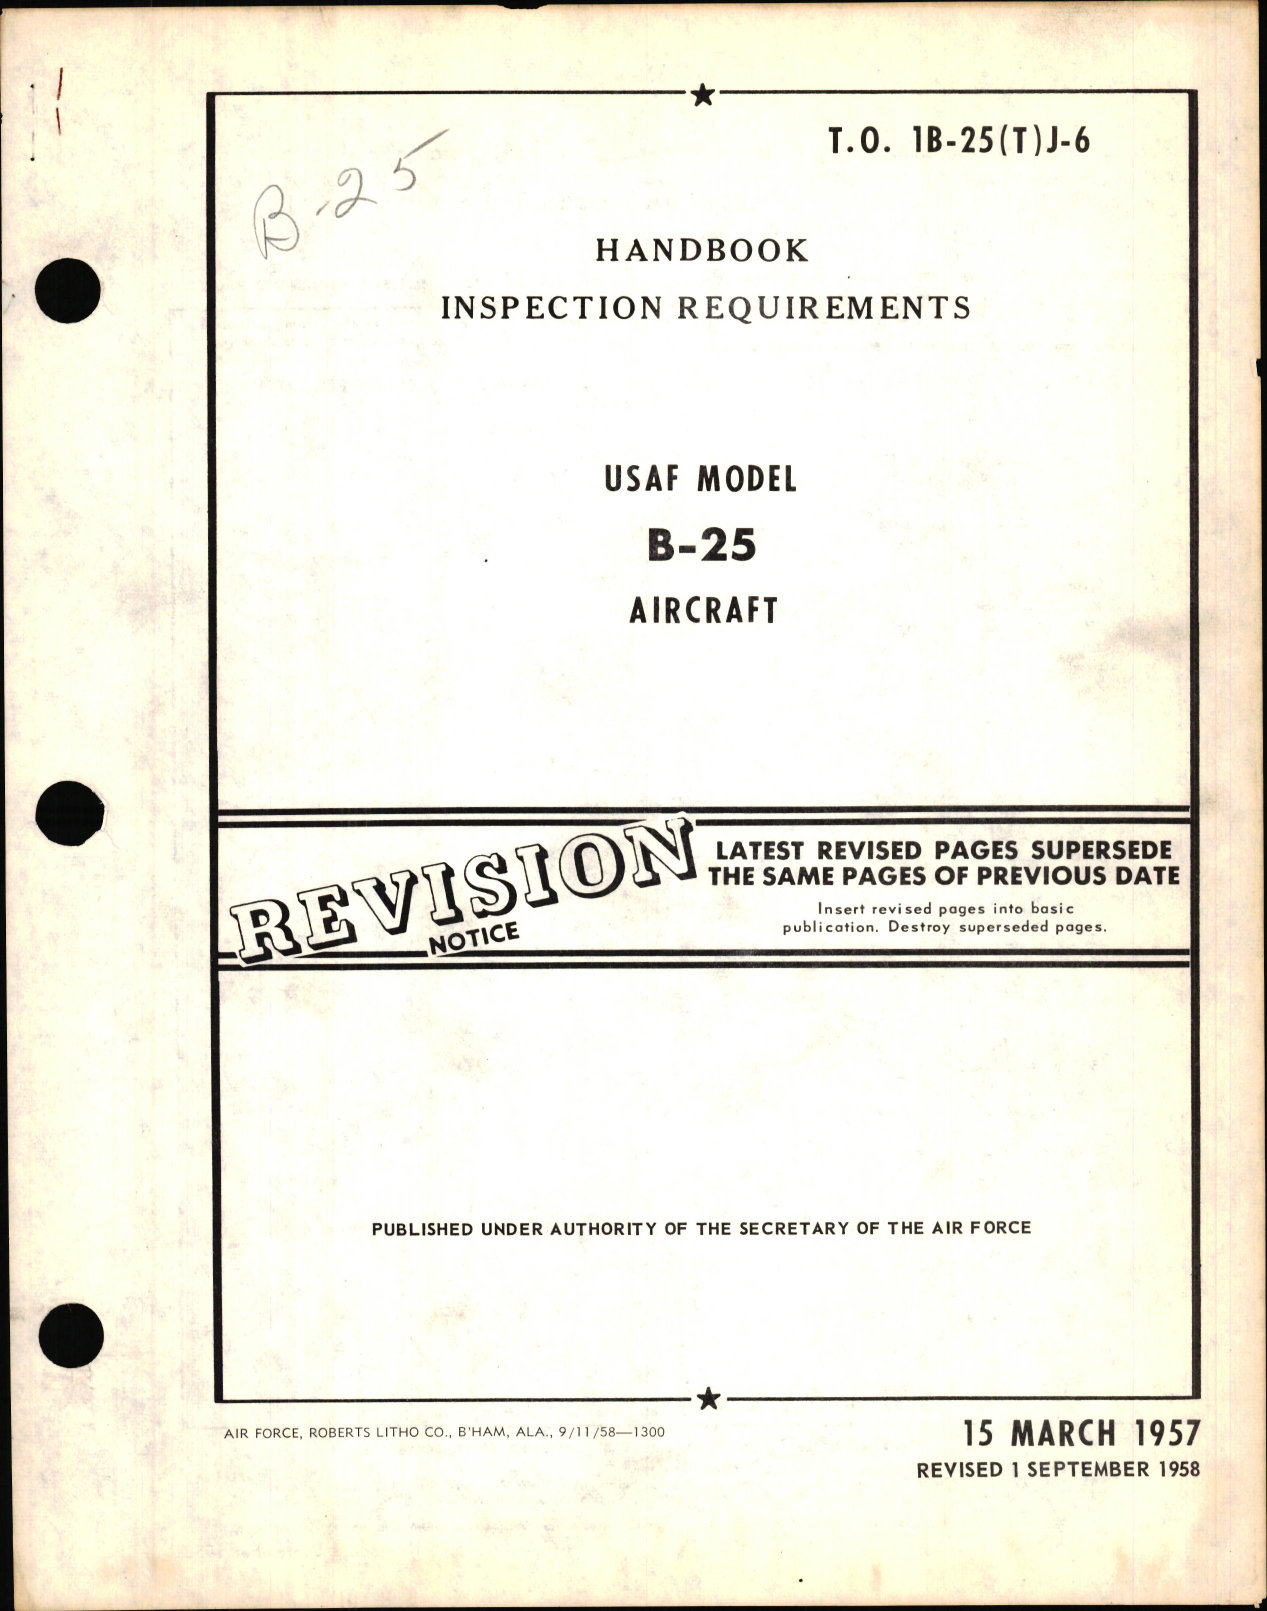 T.O. 1B-25(T)J-6
B-25
HANDBOOK
INSPECTION REQUIREMENTS
USAF MODEL
B-25
AIRCRAFT
REVISION
NOTICE
LATEST REVISED PAGES SUPERSEDE
THE SAME PAGES OF PREVIOUS DATE
Insert revised pages into basic
publication. Destroy superseded pages.
PUBLISHED UNDER AUTHORITY OF THE SECRETARY OF THE AIR FORCE
AIR FORCE, ROBERTS LITHO CO., B'HAM, ALA., 9/11/58—1300
15 MARCH 1957
REVISED 1 SEPTEMBER 1958